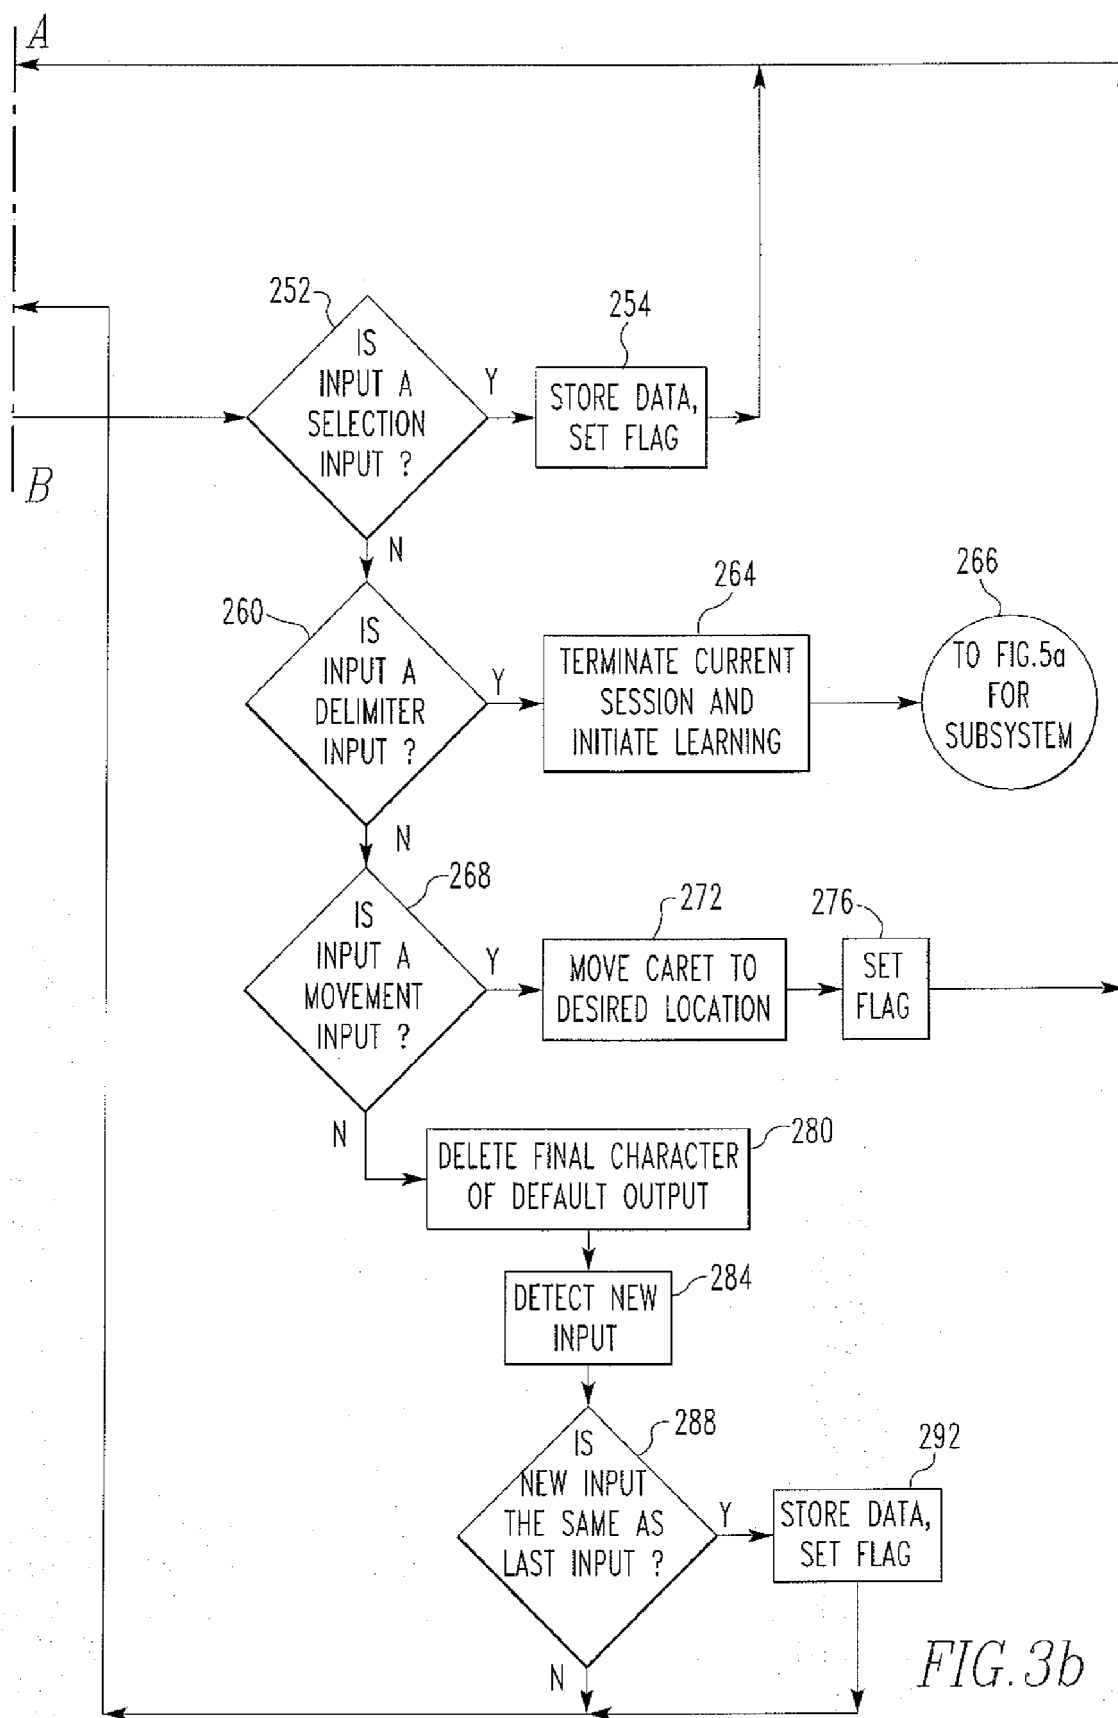 A
252
IS
INPUT A
SELECTION
INPUT ?
Y
254
STORE DATA,
SET FLAG
B
N
260
IS
INPUT A
DELIMITER
INPUT ?
Y
264
TERMINATE CURRENT
SESSION AND
INITIATE LEARNING
266
TO FIG.5a
FOR
SUBSYSTEM
N
268
IS
INPUT A
MOVEMENT
INPUT ?
Y
272
MOVE CARET TO
DESIRED LOCATION
276
SET
FLAG
N
280
DELETE FINAL CHARACTER
OF DEFAULT OUTPUT
284
DETECT NEW
INPUT
288
IS
NEW INPUT
THE SAME AS
LAST INPUT ?
Y
292
STORE DATA,
SET FLAG
N
FIG.3b